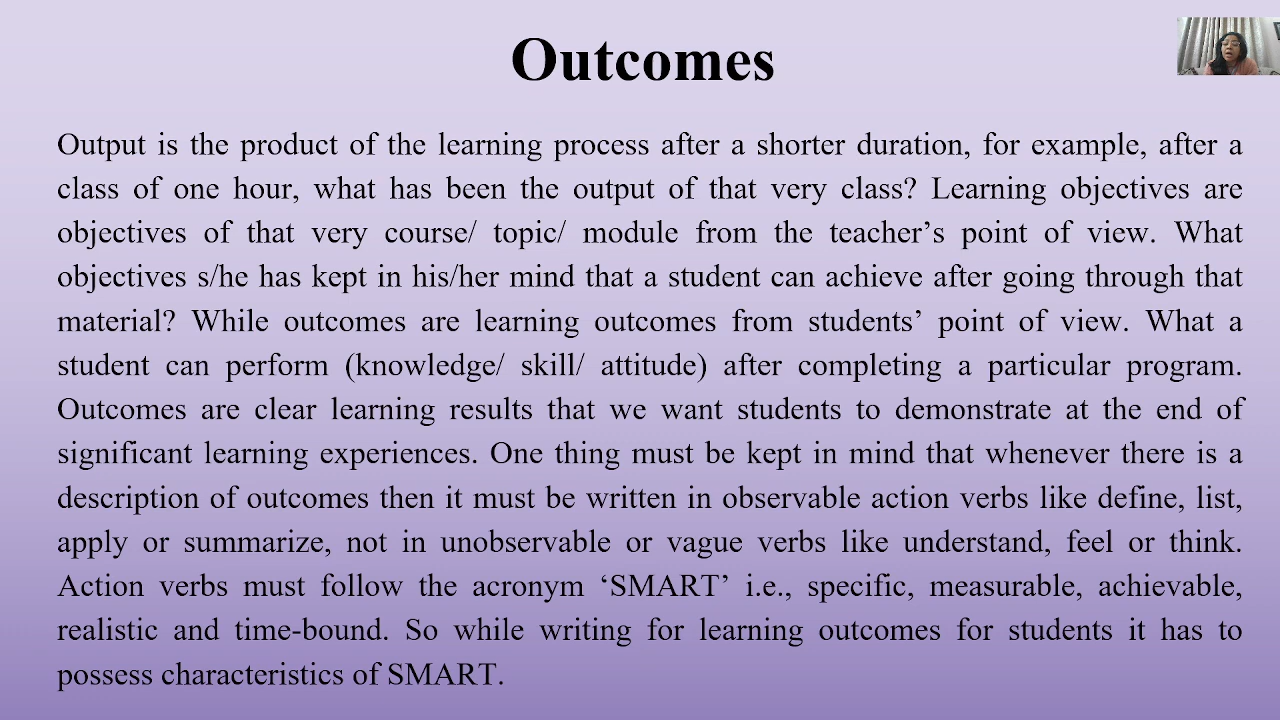 Outcomes
Output is the product of the learning process after a shorter duration, for example, after a
class of one hour, what has been the output of that very class? Learning objectives are
objectives of that very course/ topic/ module from the teacher’s point of view. What
objectives s/he has kept in his/her mind that a student can achieve after going through that
material? While outcomes are learning outcomes from students’ point of view. What a
student can perform (knowledge/ skill/ attitude) after completing a particular program.
Outcomes are clear learning results that we want students to demonstrate at the end of
significant learning experiences. One thing must be kept in mind that whenever there is a
description of outcomes then it must be written in observable action verbs like define, list,
apply or summarize, not in unobservable or vague verbs like understand, feel or think.
Action verbs must follow the acronym ‘SMART’ i.e., specific, measurable, achievable,
realistic and time-bound. So while writing for learning outcomes for students it has to
possess characteristics of SMART.